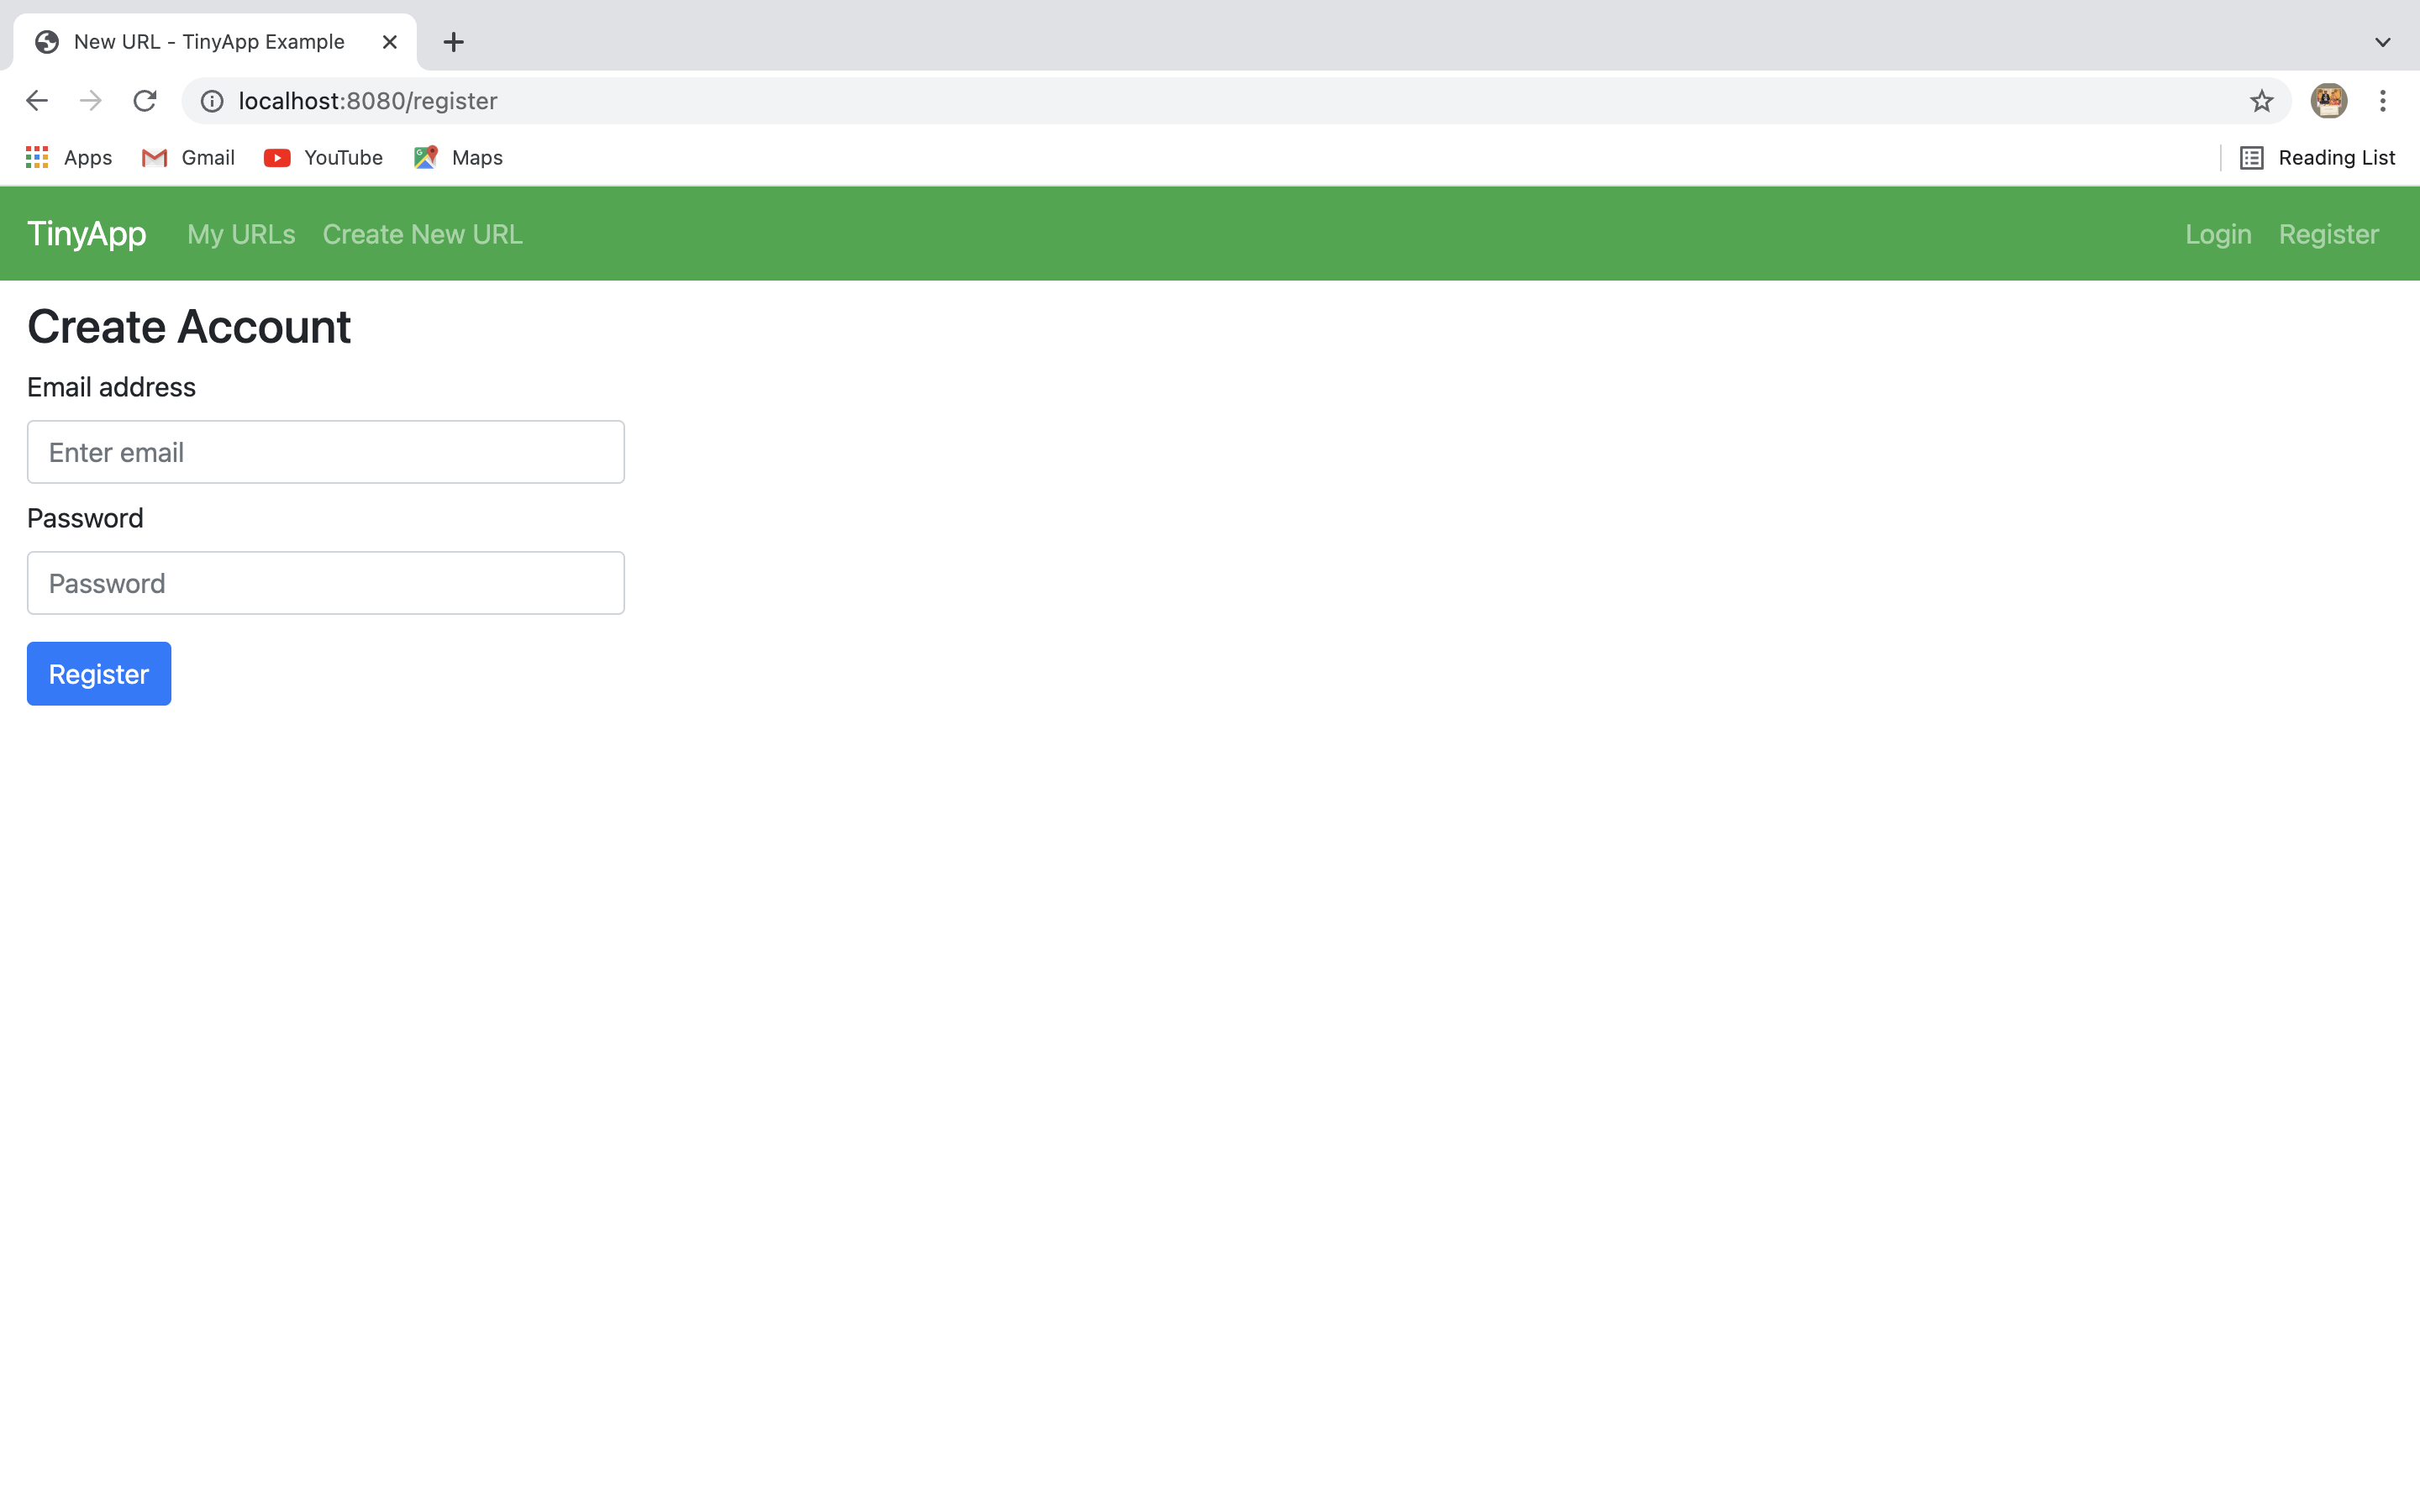 New URL - TinyApp Example
localhost:8080/register
Apps Gmail YouTube Maps Reading List
TinyApp My URLs Create New URL Login Register
Create Account
Email address
Enter email
Password
Password
Register